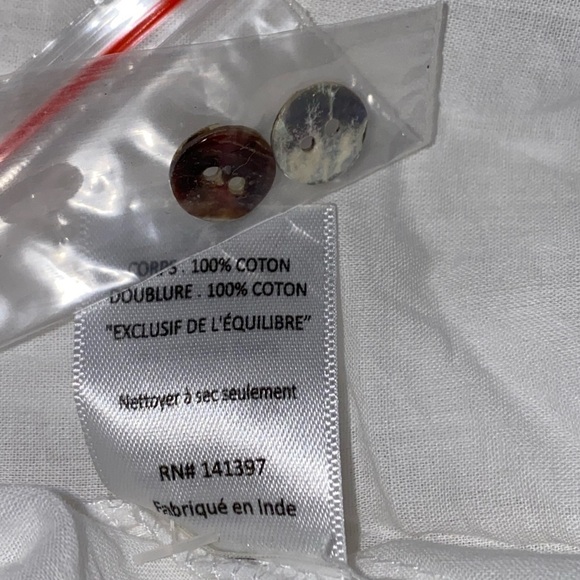 CORPS . 100% COTON
DOUBLURE . 100% COTON
"EXCLUSIF DE L'ÉQUILIBRE"
Nettoyer à sec seulement
RN# 141397
Fabriqué en Inde